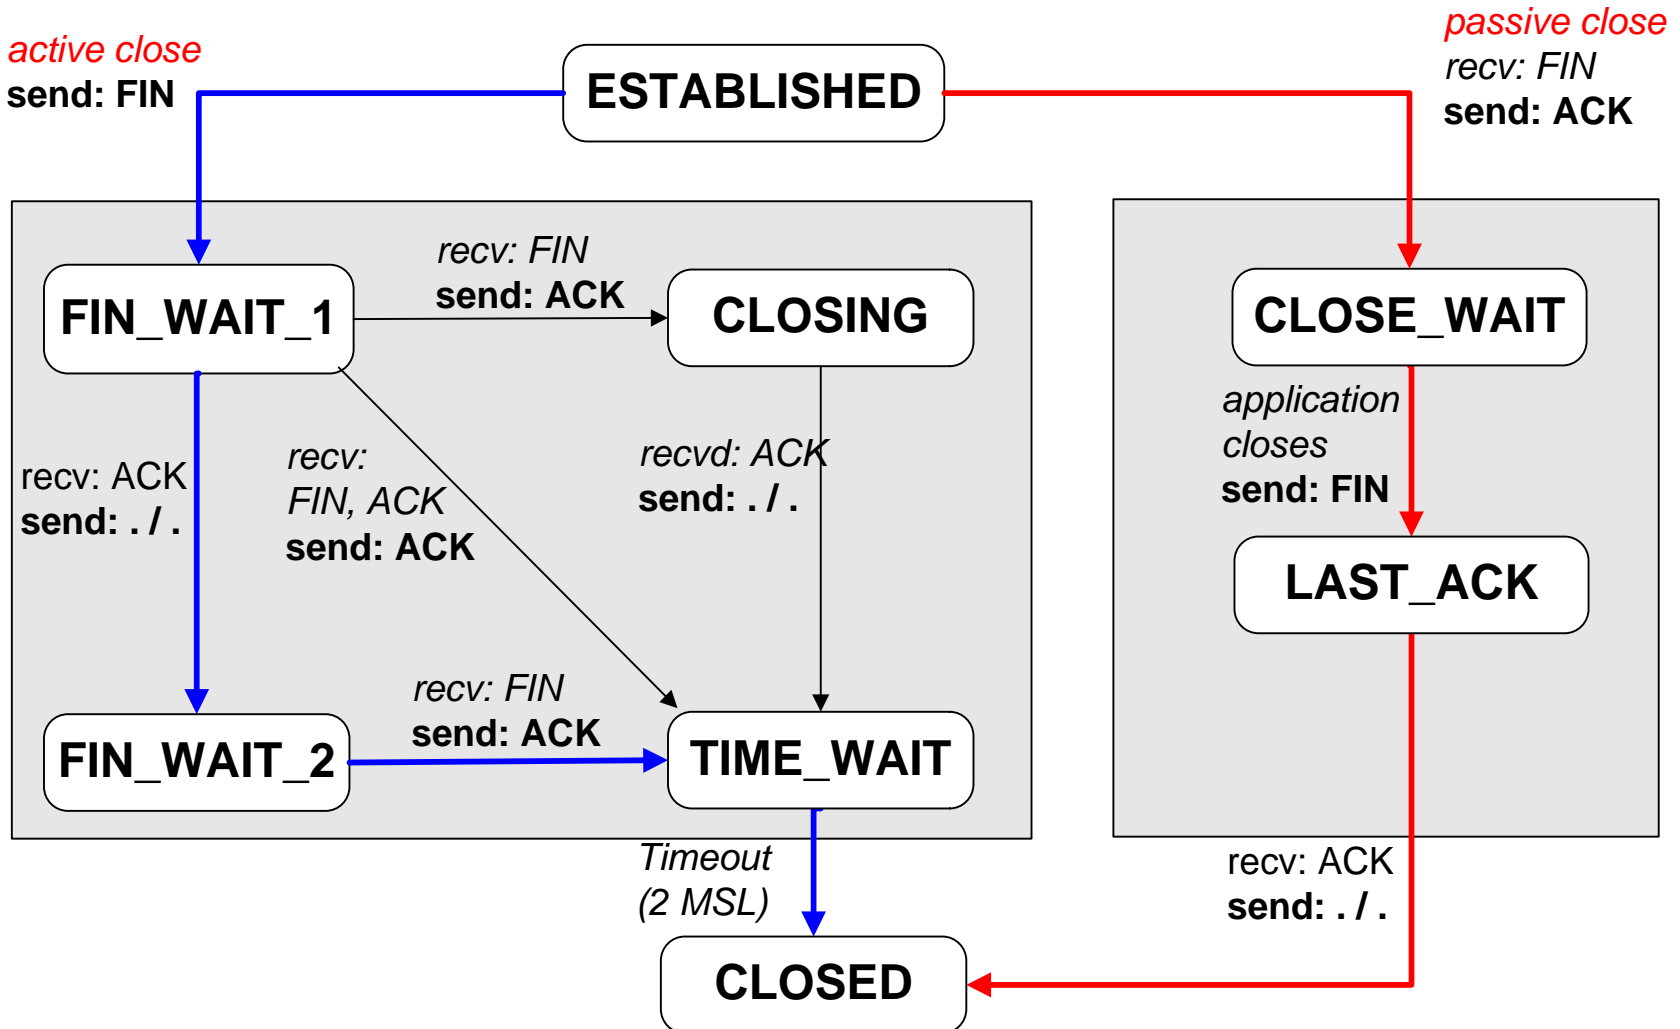 active close
send: FIN
ESTABLISHED
passive close
recv: FIN
send: ACK
FIN_WAIT_1
recv: FIN
send: ACK
CLOSING
CLOSE_WAIT
recv: ACK
send: . / .
recv:
FIN, ACK
send: ACK
recvd: ACK
send: . / .
application
closes
send: FIN
LAST_ACK
FIN_WAIT_2
recv: FIN
send: ACK
TIME_WAIT
Timeout
(2 MSL)
recv: ACK
send: . / .
CLOSED